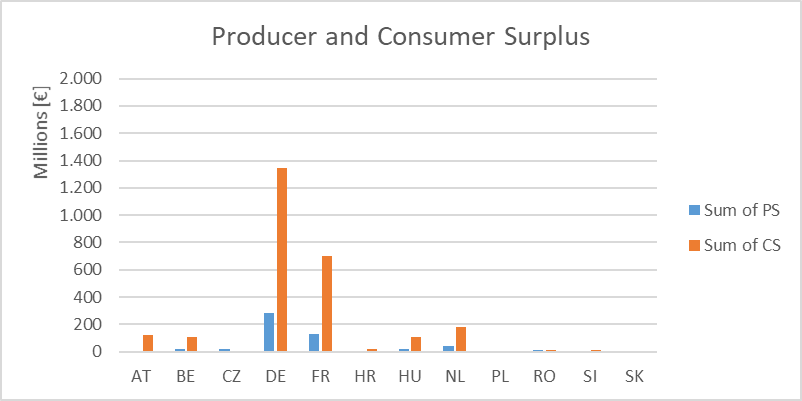 Producer and Consumer Surplus
Millions [€]
2.000
1.800
1.600
1.400
1.200
1.000
800
600
400
200
0
AT BE CZ DE FR HR HU NL PL RO SI SK
Sum of PS
Sum of CS